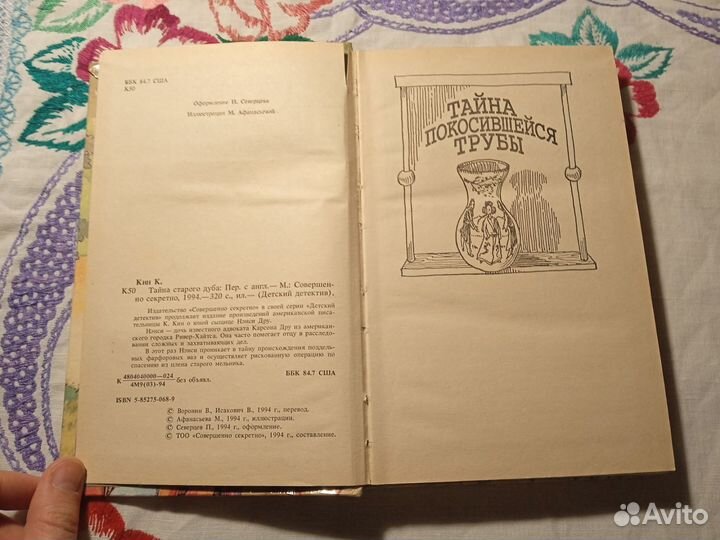 ББК 84.7 США
К50
Оформление П. Северцева
Иллюстрация М. Афанасьевой
Кин К.
К50 Тайна старого дуба: Пер. с англ.— М.: Совершен-
но секретно, 1994.—320 с., ил.— (Детский детектив).
Издательство «Совершенно секретно» в своей серии «Детский
детектив» продолжает издание произведений американской писа-
тельницы К. Кин о юной сыщице Нэнси Дру.
Нэнси — дочь известного адвоката Карсона Дру из американ-
ского городка Ривер-Хайтса. Она часто помогает отцу в расследо-
вании сложных и захватывающих дел.
В этот раз Нэнси проникает в тайну происхождения поддель-
ных фарфоровых ваз и осуществляет рискованную операцию по
спасению из плена старого мельника.
К 4804040000—024
4М9(03)-94 без объявл.
ББК 84.7 США
ISBN 5-85275-068-9
© Воронин В., Исакович В., 1994 г., перевод.
© Афанасьева М., 1994 г., иллюстрации.
© Северцев П., 1994 г., оформление.
© ТОО «Совершенно секретно», 1994 г., составление.
ТАЙНА
ПОКОСИВШЕЙСЯ
ТРУБЫ
Avito